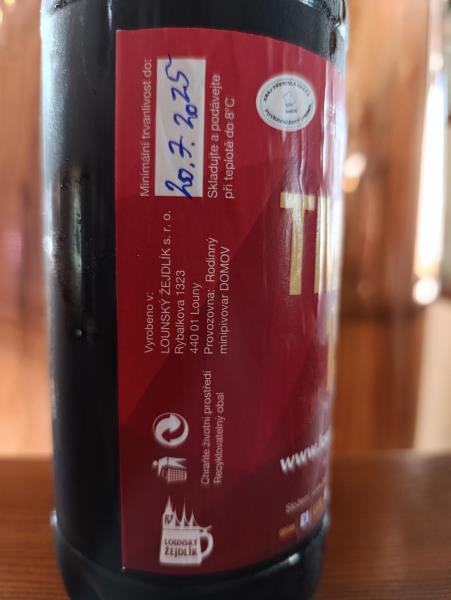 Minimální trvanlivost do:
20.7.2025
Skladujte a podávejte
při teplotě do 8°C
Vyrobeno v:
LOUNSKÝ ŽEJDLÍK s. r. o.
Rybalkova 1323
440 01 Louny
Provozovna: Rodinný
minipivovar DOMOV
Chraňte životní prostředí
Recyklovatelný obal
LOUNSKÝ
ŽEJDLÍK
www.
Složení: